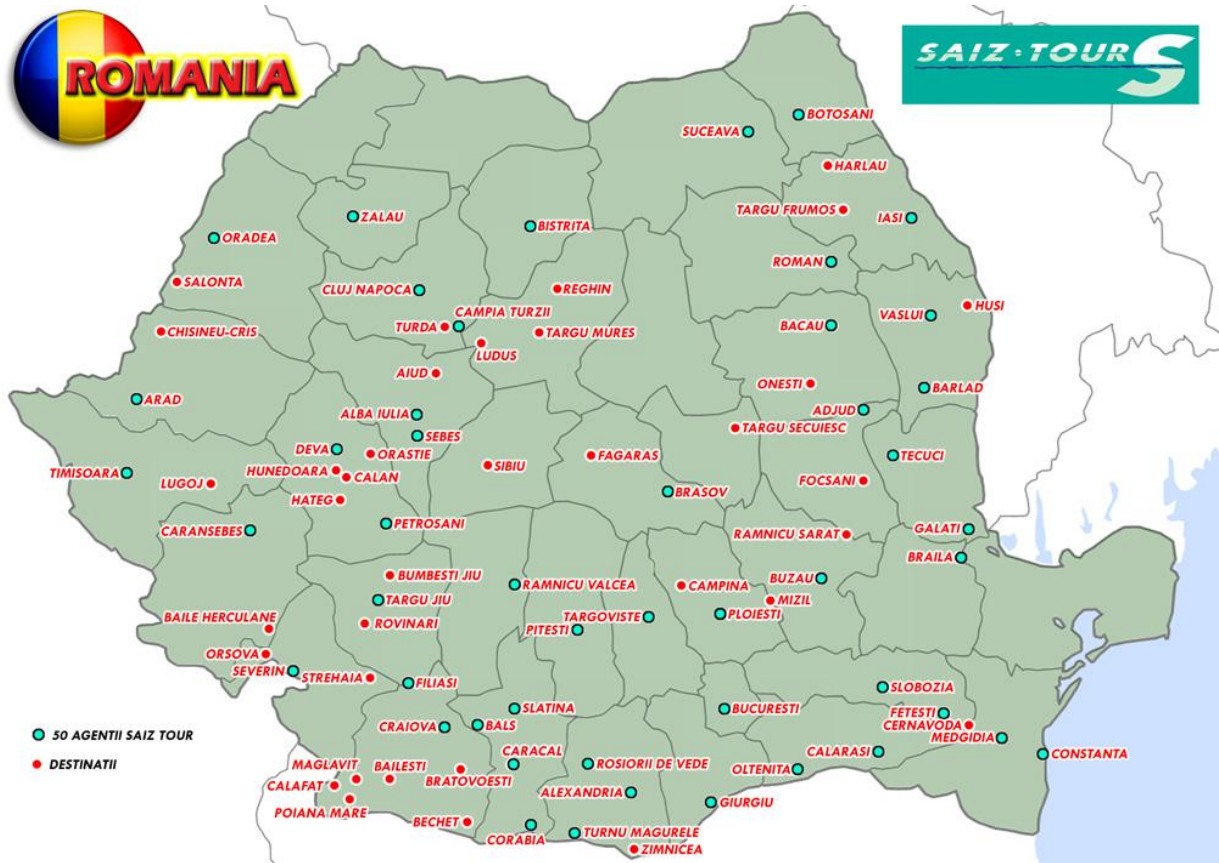 ROMANIA
SAIZ · TOUR S
BOTOSANI
SUCEAVA
HARLAU
TARGU FRUMOS
IASI
ZALAU
BISTRITA
ORADEA
ROMAN
SALONTA
CLUJ NAPOCA
REGHIN
HUSI
CAMPIA TURZII
VASLUI
CHISINEU-CRIS
TURDA
TARGU MURES
BACAU
LUDUS
AIUD
ONESTI
BARLAD
ARAD
ALBA IULIA
ADJUD
TARGU SECUIESC
SEBES
DEVA
ORASTIE
SIBIU
FAGARAS
TECUCI
TIMISOARA
HUNEDOARA
CALAN
LUGOJ
FOCSANI
BRASOV
HATEG
CARANSEBES
PETROSANI
GALATI
RAMNICU SARAT
BRAILA
BUMBESTI JIU
RAMNICU VALCEA
CAMPINA
BUZAU
TARGU JIU
MIZIL
BAILE HERCULANE
ROVINARI
TARGOVISTE
PLOIESTI
PITESTI
ORSOVA
SEVERIN
STREHAIA
FILIASI
SLOBOZIA
SLATINA
BUCURESTI
FETESTI
CERNAVODA
CRAIOVA
BALS
MEDGIDIA
50 AGENTII SAIZ TOUR
CARACAL
CALARASI
CONSTANTA
DESTINATII
MAGLAVIT
BAILESTI
BRATOVOESTI
ROSIORII DE VEDE
OLTENITA
CALAFAT
ALEXANDRIA
GIURGIU
POIANA MARE
BECHET
CORABIA
TURNU MAGURELE
ZIMNICEA